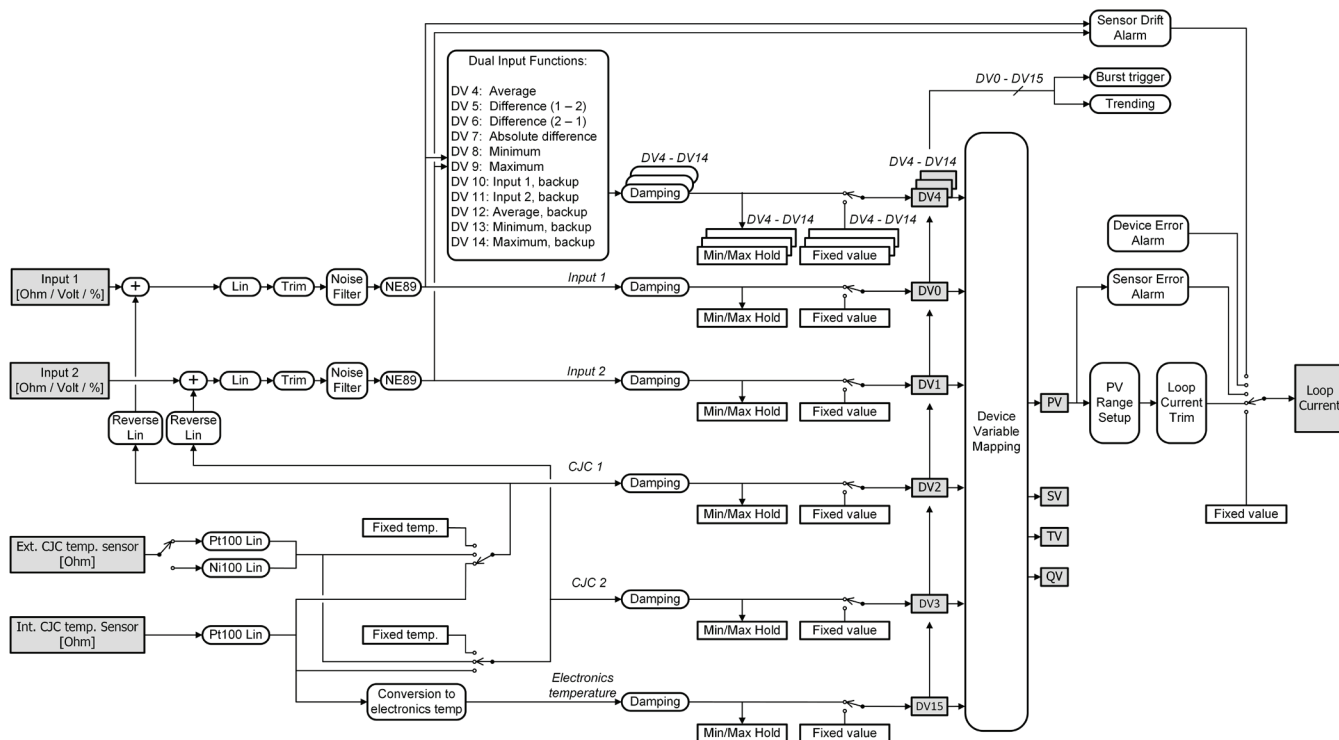 Sensor Drift
Alarm
Dual Input Functions:
DV 4: Average
DV 5: Difference (1 – 2)
DV 6: Difference (2 – 1)
DV 7: Absolute difference
DV 8: Minimum
DV 9: Maximum
DV 10: Input 1, backup
DV 11: Input 2, backup
DV 12: Average, backup
DV 13: Minimum, backup
DV 14: Maximum, backup
DV0 - DV15
Burst trigger
Trending
DV4 - DV14
Damping
DV4 - DV14
DV4
DV4 - DV14
Min/Max Hold
DV4 - DV14
Fixed value
Device Error
Alarm
Input 1
[Ohm / Volt / %]
+
Lin
Trim
Noise
Filter
NE89
Input 1
Damping
Min/Max Hold
Fixed value
DV0
Sensor Error
Alarm
Input 2
[Ohm / Volt / %]
+
Lin
Trim
Noise
Filter
NE89
Input 2
Damping
Min/Max Hold
Fixed value
DV1
Device
Variable
Mapping
PV
PV
Range
Setup
Loop
Current
Trim
Loop
Current
Reverse
Lin
Reverse
Lin
CJC 1
Damping
Min/Max Hold
Fixed value
DV2
SV
TV
QV
Fixed value
Ext. CJC temp. sensor
[Ohm]
Pt100 Lin
Ni100 Lin
Fixed temp.
CJC 2
Damping
Min/Max Hold
Fixed value
DV3
Int. CJC temp. Sensor
[Ohm]
Pt100 Lin
Fixed temp.
Conversion to
electronics temp
Electronics
temperature
Damping
Min/Max Hold
Fixed value
DV15